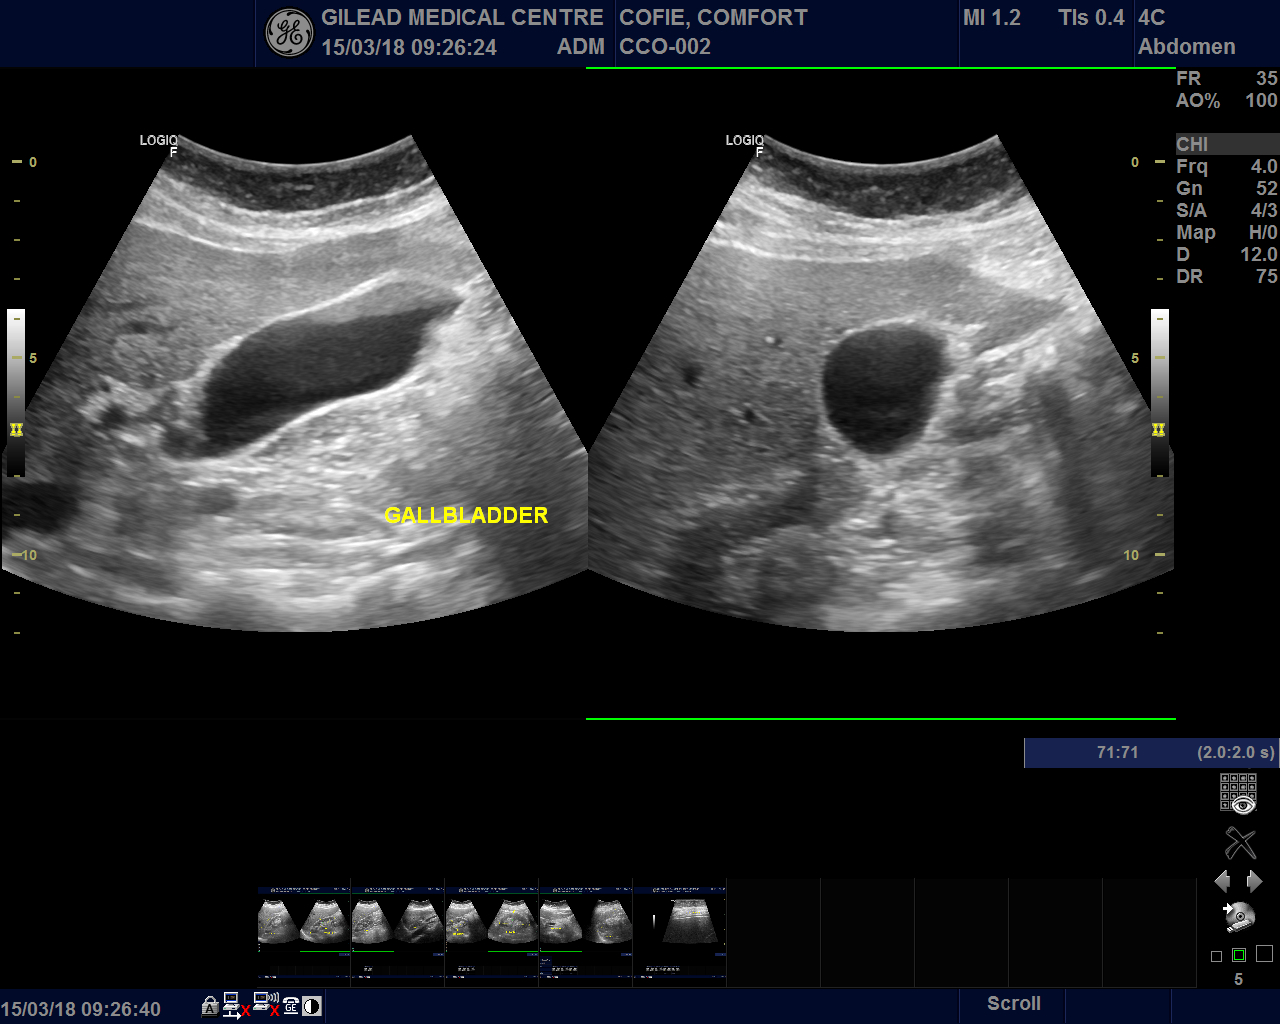 GILEAD MEDICAL CENTRE
15/03/18 09:26:24 ADM
COFIE, COMFORT
CCO-002
MI 1.2 TIs 0.4
4C
Abdomen
FR 35
AO% 100
CHI
Frq 4.0
Gn 52
S/A 4/3
Map H/0
D 12.0
DR 75
LOGIQ
F
0
5
10
GALLBLADDER
LOGIQ
F
0
5
10
71:71 (2.0:2.0 s)
5
15/03/18 09:26:40
A
GE
Scroll